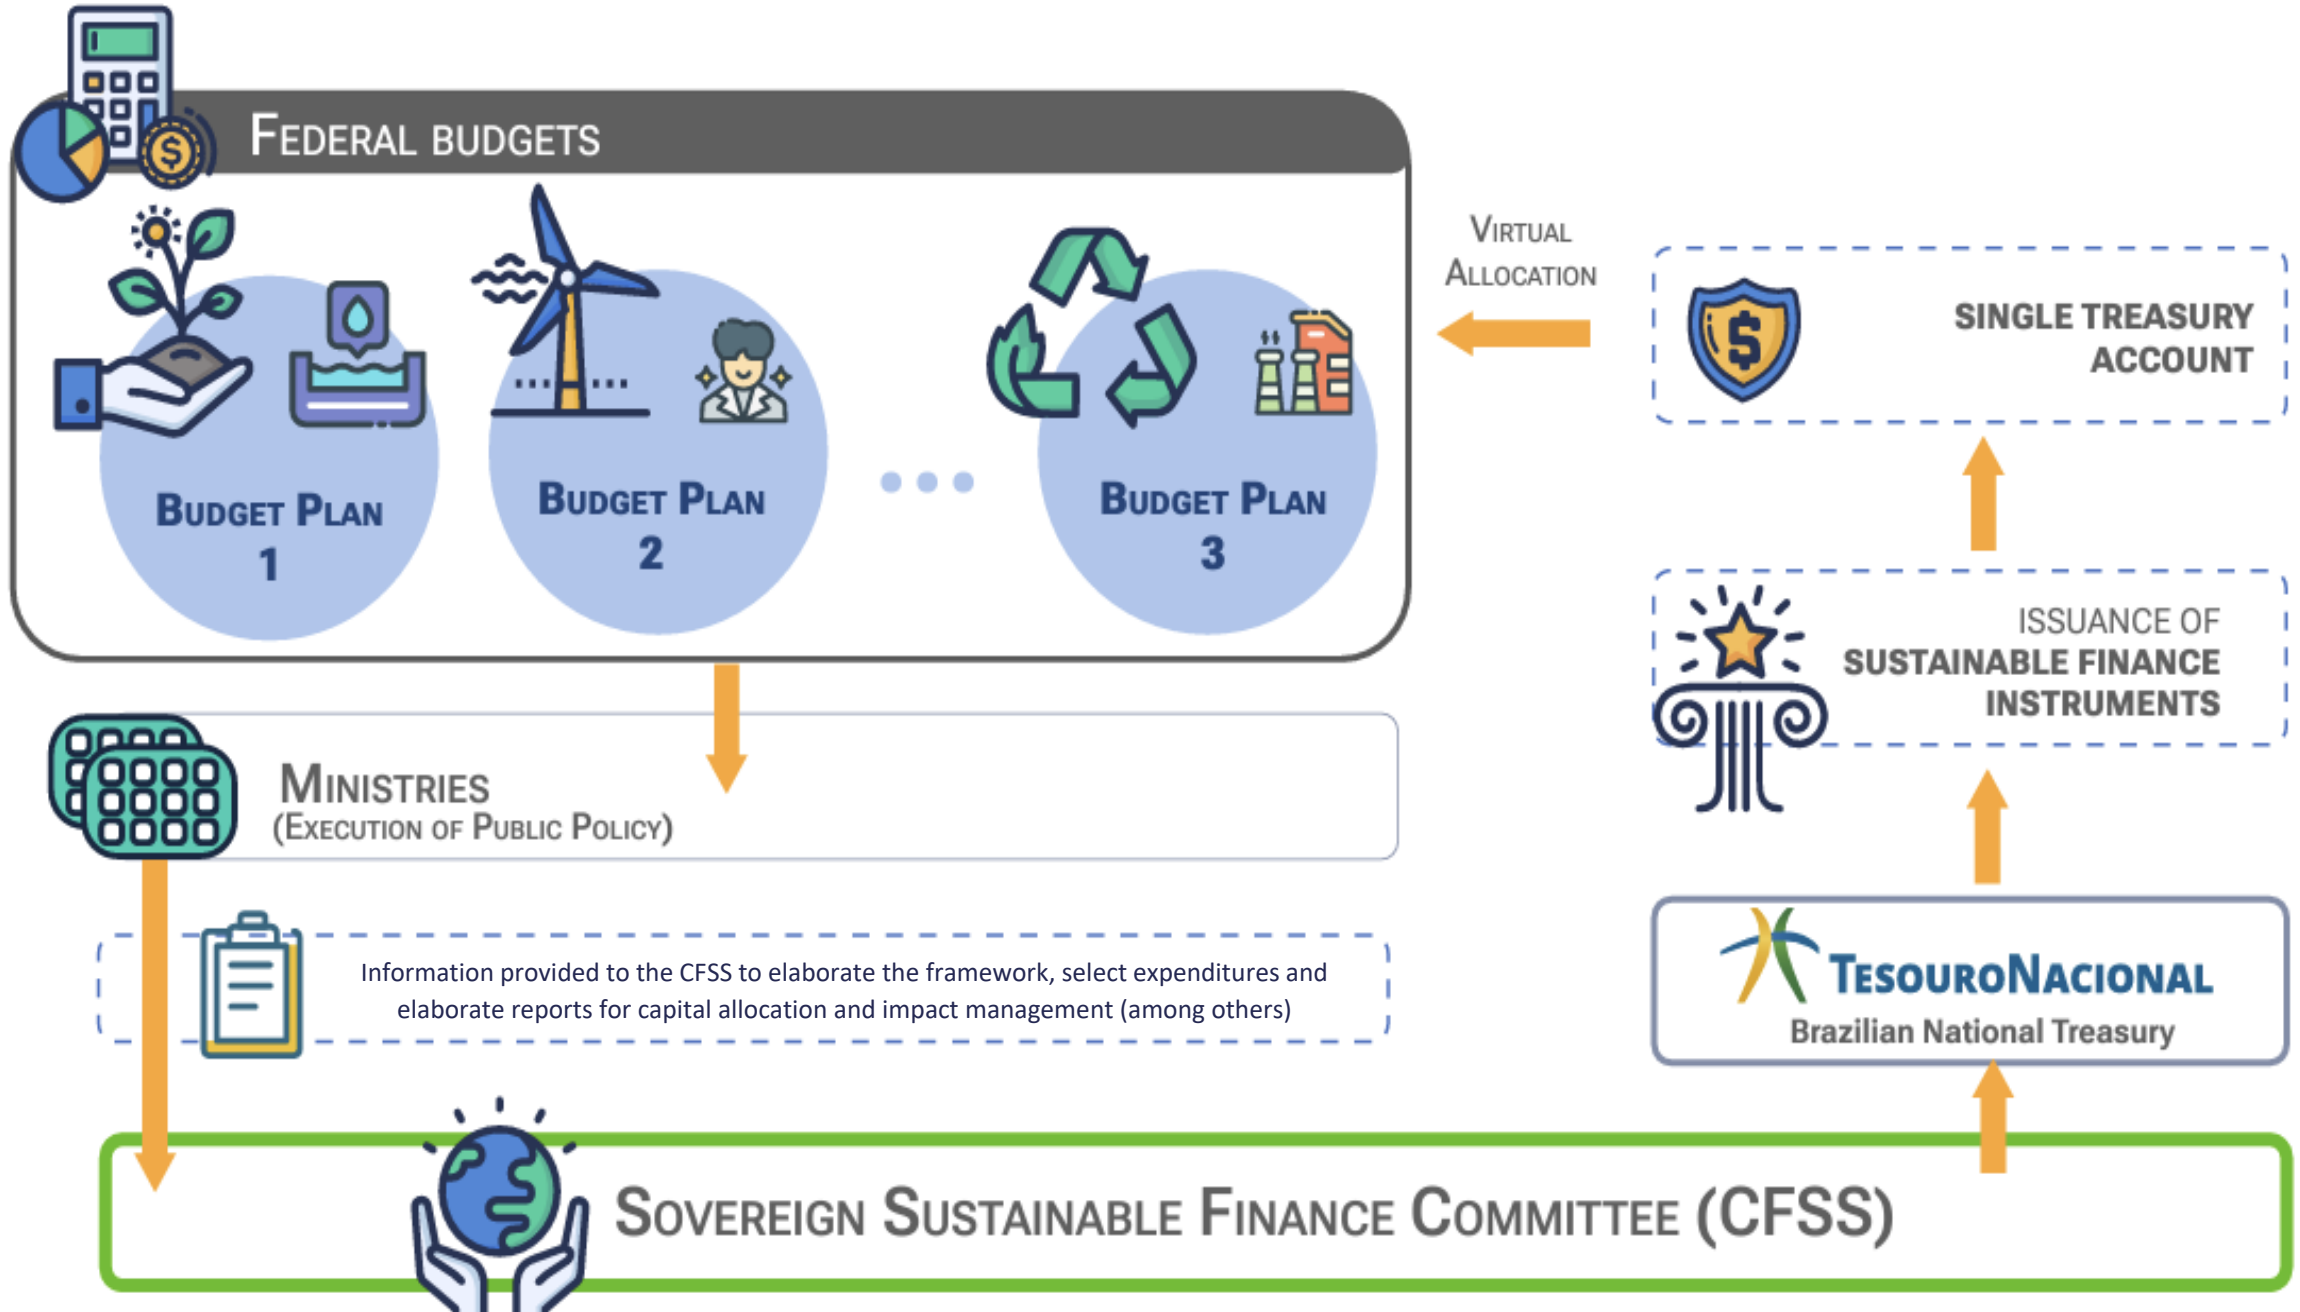 FEDERAL BUDGETS
BUDGET PLAN
1
BUDGET PLAN
2
BUDGET PLAN
3
VIRTUAL
ALLOCATION
SINGLE TREASURY
ACCOUNT
ISSUANCE OF
SUSTAINABLE FINANCE
INSTRUMENTS
MINISTRIES
(EXECUTION OF PUBLIC POLICY)
Information provided to the CFSS to elaborate the framework, select expenditures and
elaborate reports for capital allocation and impact management (among others)
TESOURONACIONAL
Brazilian National Treasury
SOVEREIGN SUSTAINABLE FINANCE COMMITTEE (CFSS)